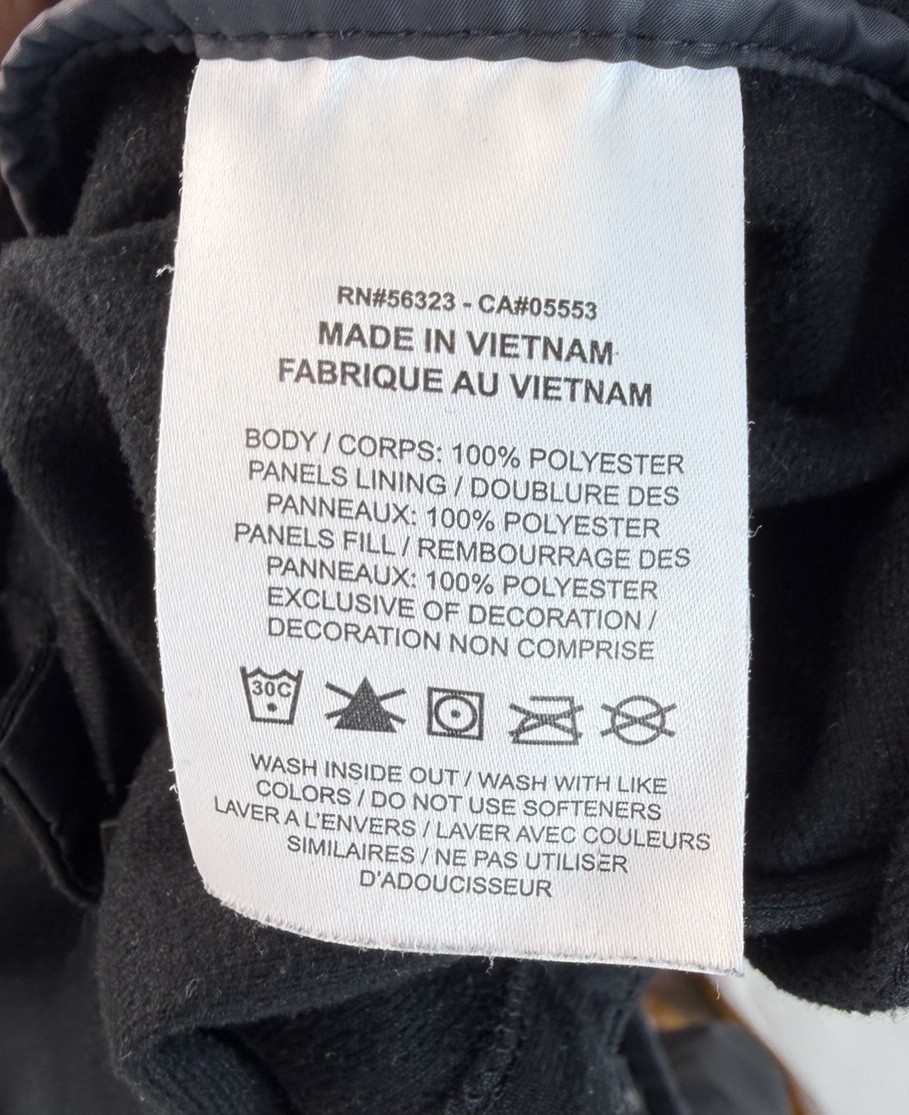 RN#56323 - CA#05553
MADE IN VIETNAM
FABRIQUE AU VIETNAM
BODY / CORPS: 100% POLYESTER
PANELS LINING / DOUBLURE DES
PANNEAUX: 100% POLYESTER
PANELS FILL / REMBOURRAGE DES
PANNEAUX: 100% POLYESTER
EXCLUSIVE OF DECORATION /
DECORATION NON COMPRISE
30C
WASH INSIDE OUT / WASH WITH LIKE
COLORS / DO NOT USE SOFTENERS
LAVER A L'ENVERS / LAVER AVEC COULEURS
SIMILAIRES / NE PAS UTILISER
D'ADOUCISSEUR